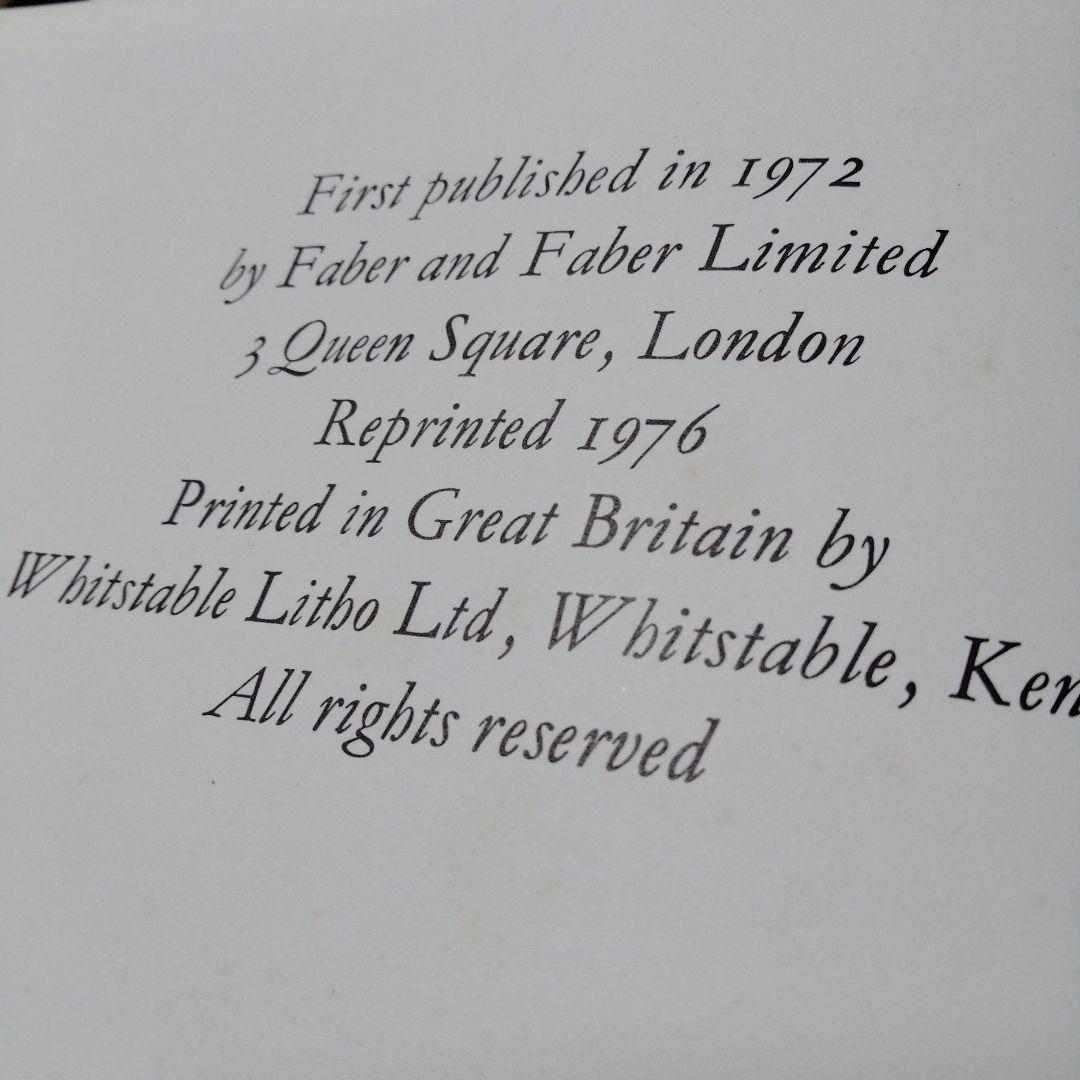 First published in 1972
by Faber and Faber Limited
3 Queen Square, London
Reprinted 1976
Printed in Great Britain by
Whitstable Litho Ltd, Whitstable, Ken
All rights reserved